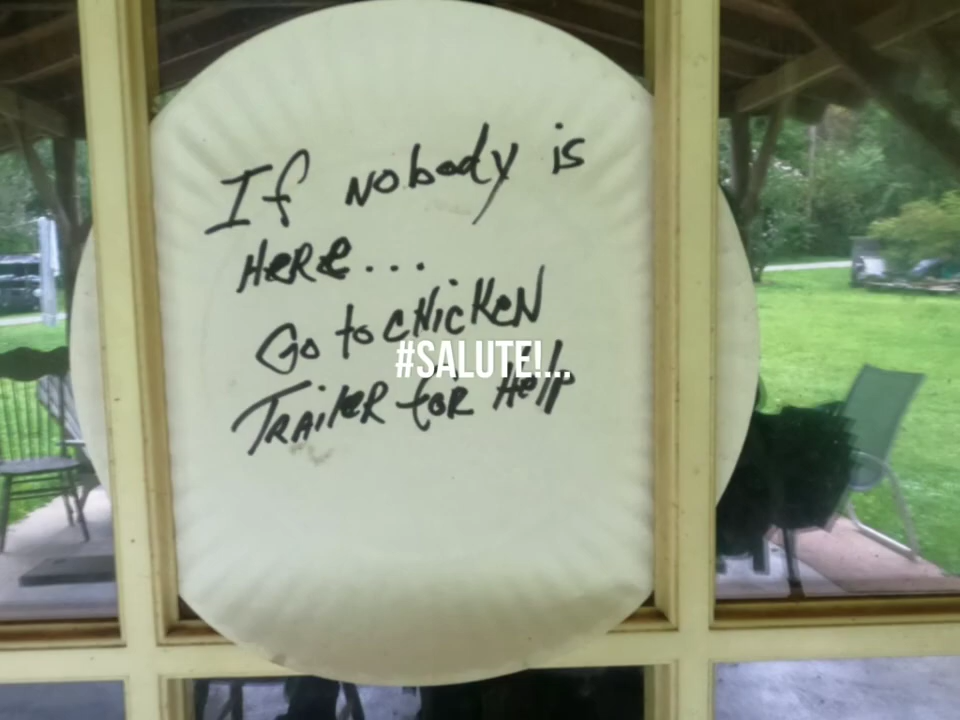 If nobody is
HeRe...
Go to cHicKeN
#SALUTE!...
TRAileR foR Help